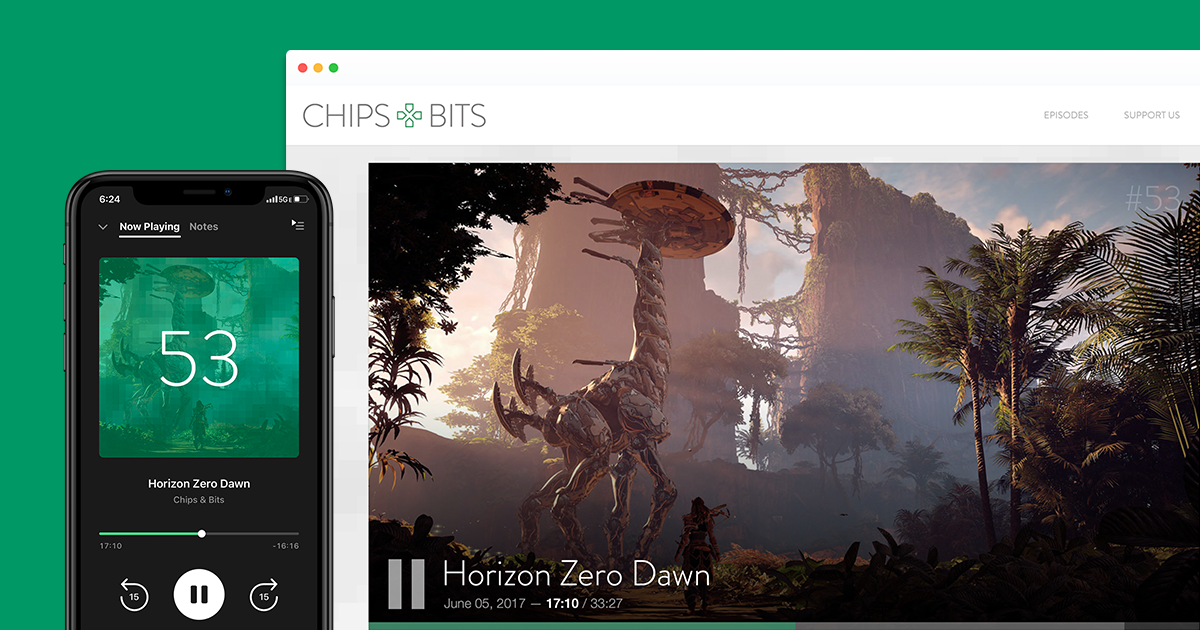 CHIPS BITS
EPISODES
SUPPORT US
#53
6:24
5GE
Now Playing
Notes
53
Horizon Zero Dawn
Chips & Bits
17:10
-16:16
15
15
Horizon Zero Dawn
June 05, 2017 — 17:10 / 33:27